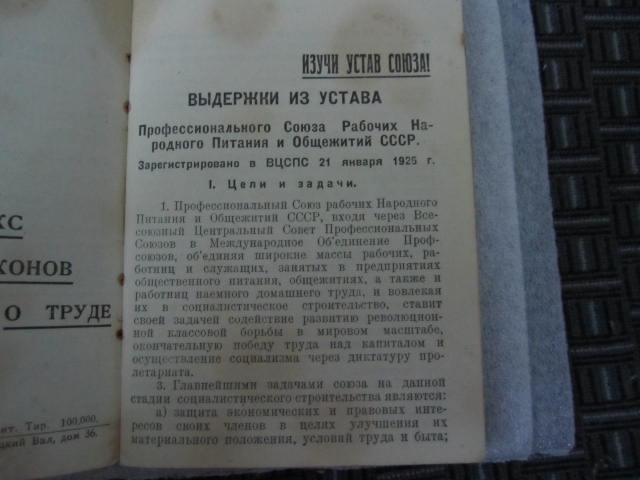 КС
КОНОВ
О ТРУДЕ
Тир. 100,000.
Вал, дом 36.
ИЗУЧИ УСТАВ СОЮЗА!
ВЫДЕРЖКИ ИЗ УСТАВА
Профессионального Союза Рабочих На-
родного Питания и Общежитий СССР.
Зарегистрировано в ВЦСПС 21 января 1925 г.
I. Цели и задачи.
1. Профессиональный Союз рабочих Народного
Питания и Общежитий СССР, входя через Все-
союзный Центральный Совет Профессиональных
Союзов в Международное Об'единение Проф-
союзов, об'единяя широкие массы рабочих, ра-
ботниц и служащих, занятых в предприятиях
общественного питания, общежитиях, а также и
работниц наемного домашнего труда, и вовлекая
их в социалистическое строительство, ставит
своей задачей содействие развитию революцион-
ной классовой борьбы в мировом масштабе,
окончательную победу труда над капиталом и
осуществление социализма через диктатуру про-
летариата.
3. Главнейшими задачами союза на данной
стадии социалистического строительства являются:
а) защита экономических и правовых инте-
ресов своих членов в целях улучшения их
материального положения, условий труда и быта;